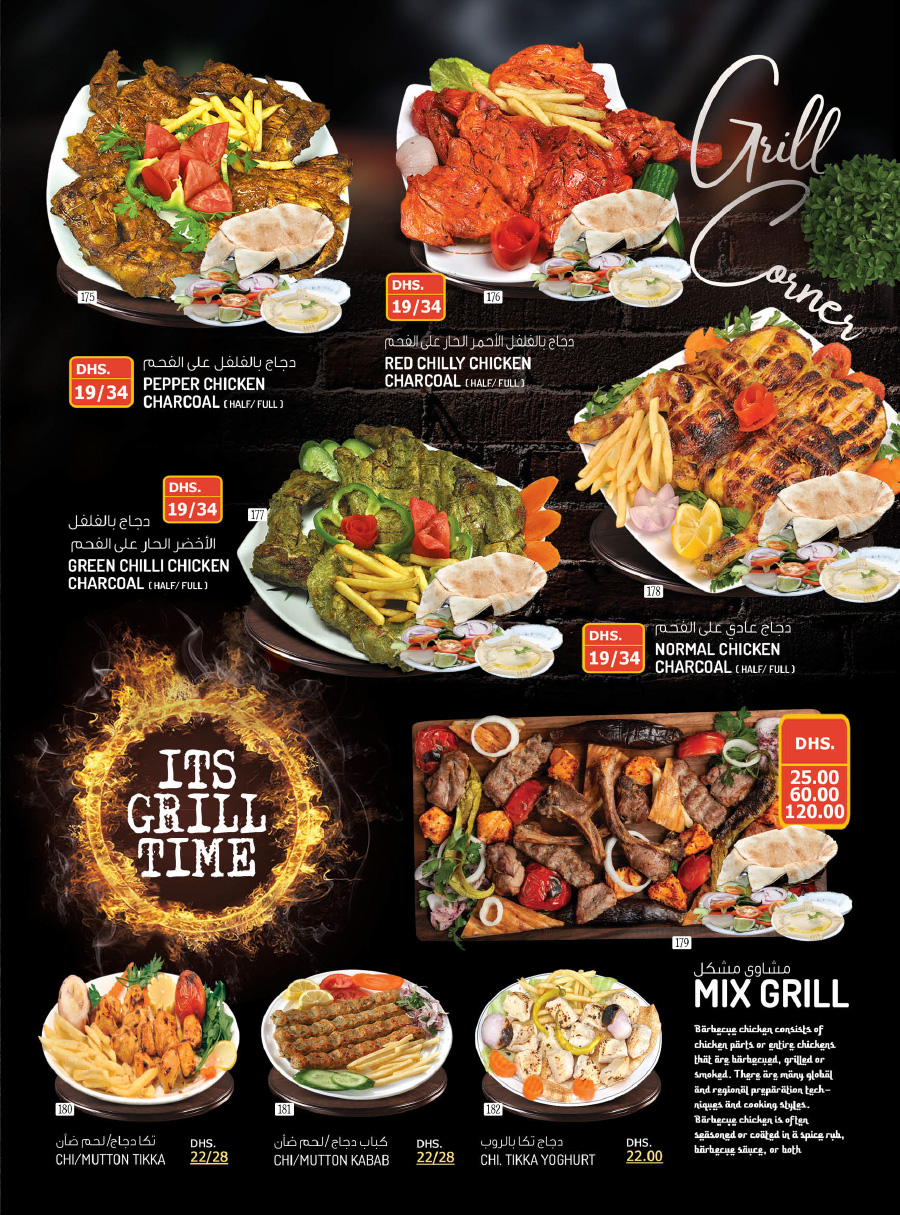 Grill
Corner
175
176
DHS.
19/34
دجاج بالفلفل الأحمر الحار على الفحم
RED CHILLY CHICKEN
CHARCOAL ( HALF/ FULL )
DHS.
19/34
دجاج بالفلفل على الفحم
PEPPER CHICKEN
CHARCOAL ( HALF/ FULL )
DHS.
19/34
177
دجاج بالفلفل
الأخضر الحار على الفحم
GREEN CHILLI CHICKEN
CHARCOAL ( HALF/ FULL )
178
DHS.
19/34
دجاج عادي على الفحم
NORMAL CHICKEN
CHARCOAL ( HALF/ FULL )
ITS
GRILL
TIME
DHS.
25.00
60.00
120.00
179
مشاوي مشكل
MIX GRILL
Barbecue chicken consists of
chicken parts or entire chickens
that are barbecued, grilled or
smoked. There are many global
and regional preparation tech-
niques and cooking styles.
Barbecue chicken is often
seasoned or coated in a spice rub,
barbecue sauce, or both
180
تكا دجاج/لحم ضأن
CHI/MUTTON TIKKA
DHS.
22/28
181
كباب دجاج /لحم ضأن
CHI/MUTTON KABAB
DHS.
22/28
182
دجاج تكا بالروب
CHI. TIKKA YOGHURT
DHS.
22.00